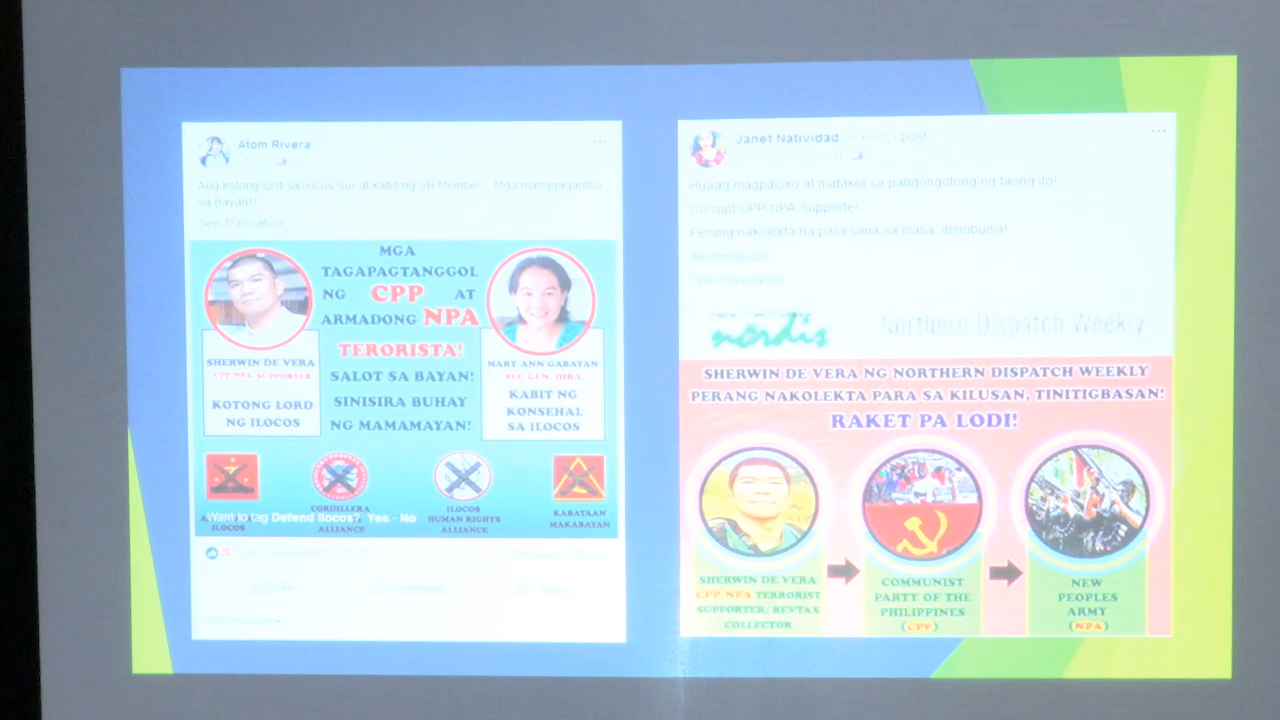 Atom Rivera
Ang kotong lord sa Ilocos Sur at kabit ng SB Member... Mga manggagantso
sa Bayan!!
See Translation
MGA
TAGAPAGTANGGOL
NG CPP AT
ARMADONG NPA
TERORISTA!
SALOT SA BAYAN!
SINISIRA BUHAY
NG MAMAMAYAN!
SHERWIN DE VERA
CPP-NPA SUPPORTER
KOTONG LORD
NG ILOCOS
MARY ANN GABAYAN
SEC GEN, IHRA
KABIT NG
KONSEHAL
SA ILOCOS
ILOCOS
CORDILLERA
ALLIANCE
ILOCOS
HUMAN RIGHTS
ALLIANCE
KABATAAN
MAKABAYAN
Want to tag Defend Ilocos? Yes · No
Janet Natividad shared a post.
Huwag magpaloko at matakot sa pangongotong ng taong ito!
Corrupt CPP-NPA Supporter
Perang nakolekta na para sana sa masa, ibinubulsa!
See Translation
nordis
Northern Dispatch Weekly
SHERWIN DE VERA NG NORTHERN DISPATCH WEEKLY
PERANG NAKOLEKTA PARA SA KILUSAN, TINITIGBASAN!
RAKET PA LODI!
SHERWIN DE VERA
CPP-NPA TERRORIST
SUPPORTER/ REVTAX
COLLECTOR
COMMUNIST
PARTY OF THE
PHILIPPINES
(CPP)
NEW
PEOPLES
ARMY
(NPA)